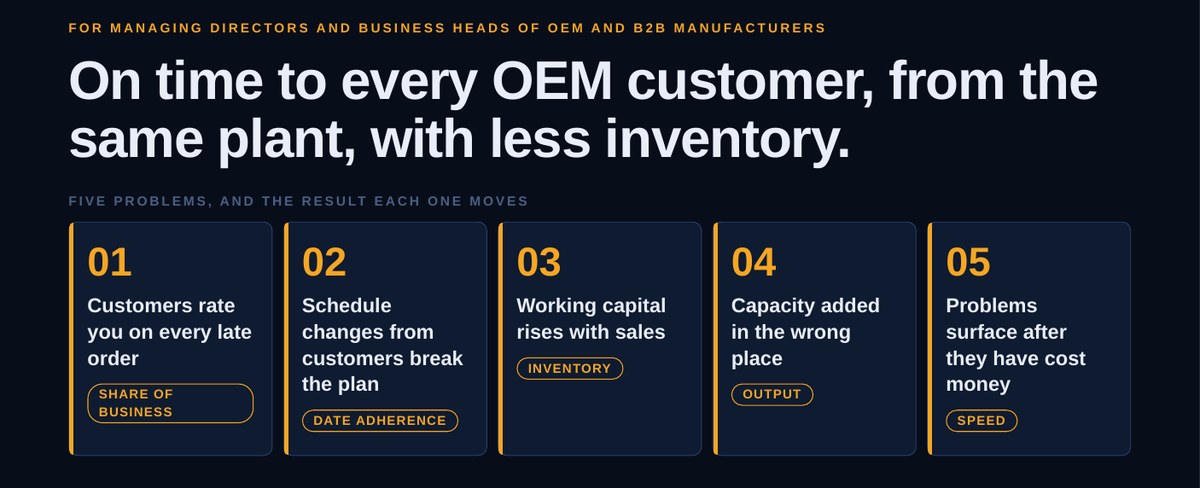 FOR MANAGING DIRECTORS AND BUSINESS HEADS OF OEM AND B2B MANUFACTURERS
On time to every OEM customer, from the
same plant, with less inventory.
FIVE PROBLEMS, AND THE RESULT EACH ONE MOVES
01
Customers rate
you on every late
order
SHARE OF
BUSINESS
02
Schedule
changes from
customers break
the plan
DATE ADHERENCE
03
Working capital
rises with sales
INVENTORY
04
Capacity added
in the wrong
place
OUTPUT
05
Problems
surface after
they have cost
money
SPEED